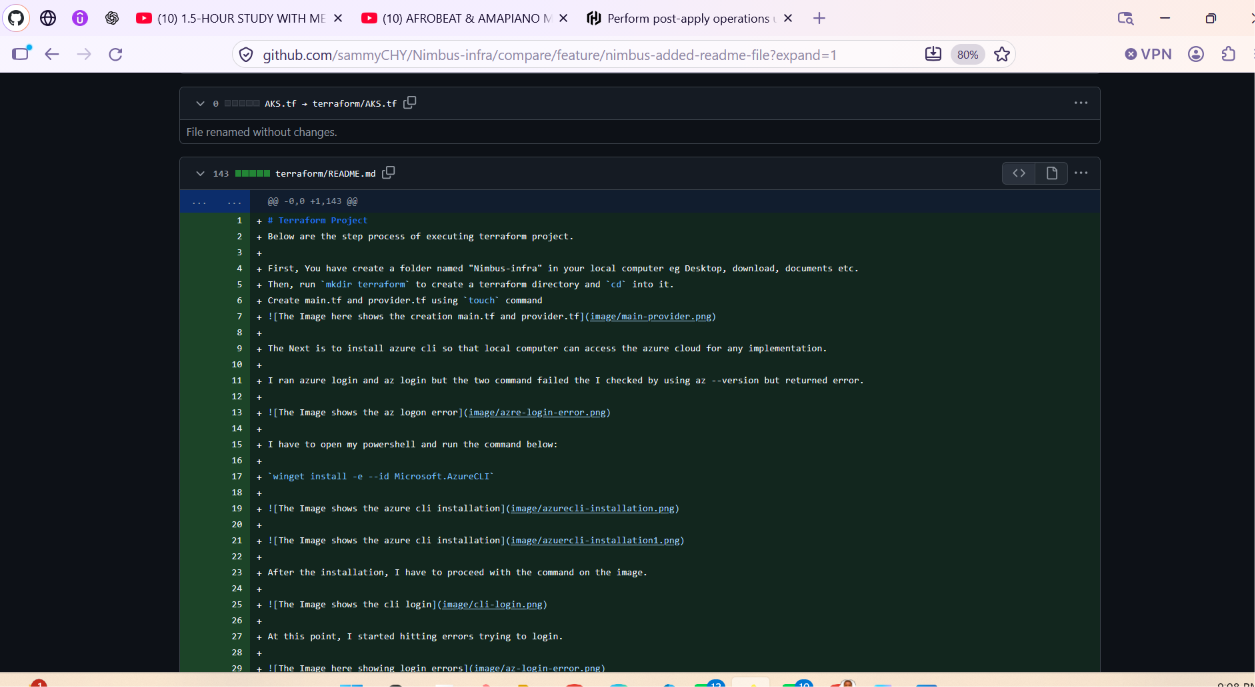 (10) 1.5-HOUR STUDY WITH ME
(10) AFROBEAT & AMAPIANO M
Perform post-apply operations
github.com/sammyCHY/Nimbus-infra/compare/feature/nimbus-added-readme-file?expand=1
80%
VPN
0 AKS.tf → terraform/AKS.tf
File renamed without changes.
143 terraform/README.md
... ... @@ -0,0 +1,143 @@
1 + # Terraform Project
2 + Below are the step process of executing terraform project.
3 +
4 + First, You have create a folder named "Nimbus-infra" in your local computer eg Desktop, download, documents etc.
5 + Then, run `mkdir terraform` to create a terraform directory and `cd` into it.
6 + Create main.tf and provider.tf using `touch` command
7 + ![The Image here shows the creation main.tf and provider.tf](image/main-provider.png)
8 +
9 + The Next is to install azure cli so that local computer can access the azure cloud for any implementation.
10 +
11 + I ran azure login and az login but the two command failed the I checked by using az --version but returned error.
12 +
13 + ![The Image shows the az logon error](image/azre-login-error.png)
14 +
15 + I have to open my powershell and run the command below:
16 +
17 + `winget install -e --id Microsoft.AzureCLI`
18 +
19 + ![The Image shows the azure cli installation](image/azurecli-installation.png)
20 +
21 + ![The Image shows the azure cli installation](image/azuercli-installation1.png)
22 +
23 + After the installation, I have to proceed with the command on the image.
24 +
25 + ![The Image shows the cli login](image/cli-login.png)
26 +
27 + At this point, I started hitting errors trying to login.
28 +
29 + ![The Image here showing login errors](image/az-login-error.png)